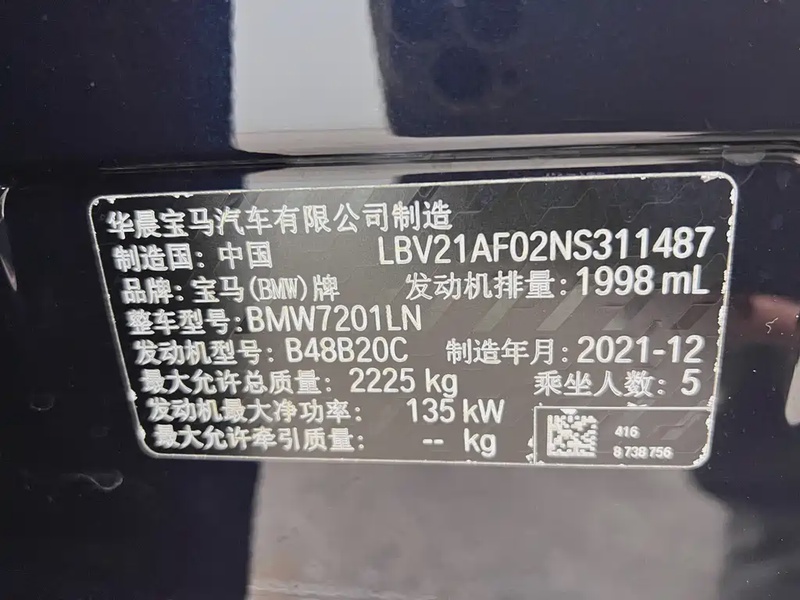 华晨宝马汽车有限公司制造
制造国: 中国 LBV21AF02NS311487
品牌: 宝马(BMW)牌 发动机排量:1998 mL
整车型号:BMW7201LN
发动机型号: B48B20C 制造年月:2021-12
最大允许总质量: 2225 kg 乘坐人数: 5
发动机最大净功率: 135 kW
最大允许牵引质量: -- kg
416
8 738 756